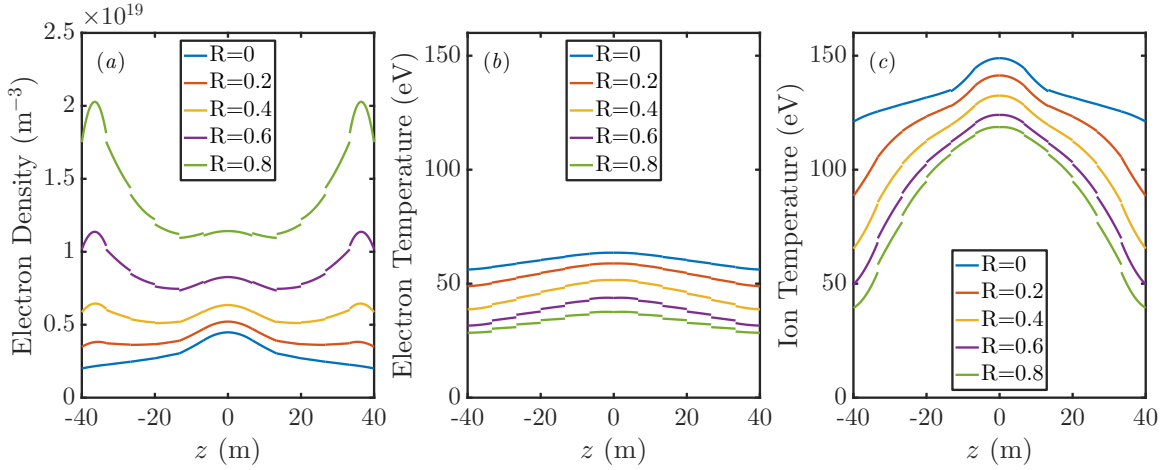 ×10^19
2.5
2
1.5
1
0.5
0
-40
-20
0
20
40
Electron Density (m^−3)
z (m)
(a)
R=0
R=0.2
R=0.4
R=0.6
R=0.8
150
100
50
0
-40
-20
0
20
40
Electron Temperature (eV)
z (m)
(b)
R=0
R=0.2
R=0.4
R=0.6
R=0.8
150
100
50
0
-40
-20
0
20
40
Ion Temperature (eV)
z (m)
(c)
R=0
R=0.2
R=0.4
R=0.6
R=0.8